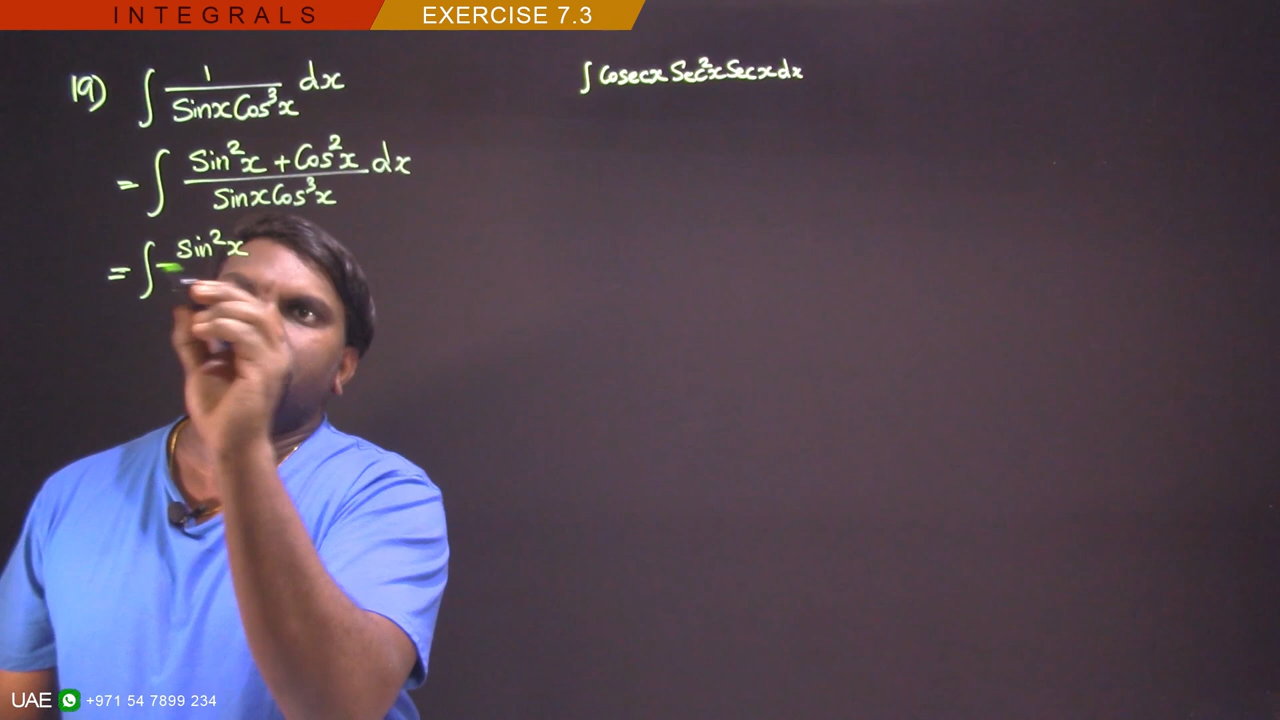 INTEGRALS EXERCISE 7.3
19) ∫ 1 / Sinx Cos³x dx
∫ Cosecx Sec²x Secx dx
= ∫ Sin²x + Cos²x / Sinx Cos³x dx
= ∫ Sin²x
UAE +971 54 7899 234